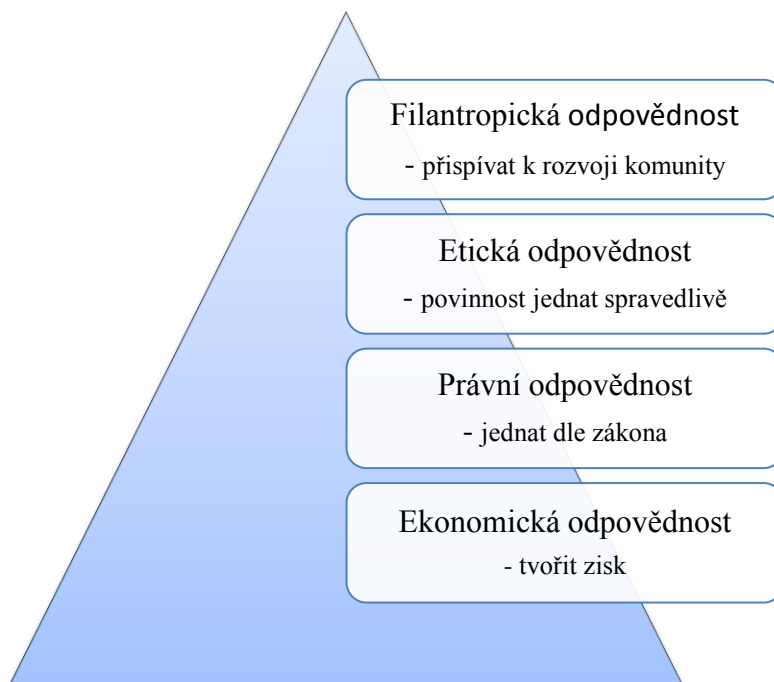 Filantropická odpovědnost
- přispívat k rozvoji komunity
Etická odpovědnost
- povinnost jednat spravedlivě
Právní odpovědnost
- jednat dle zákona
Ekonomická odpovědnost
- tvořit zisk